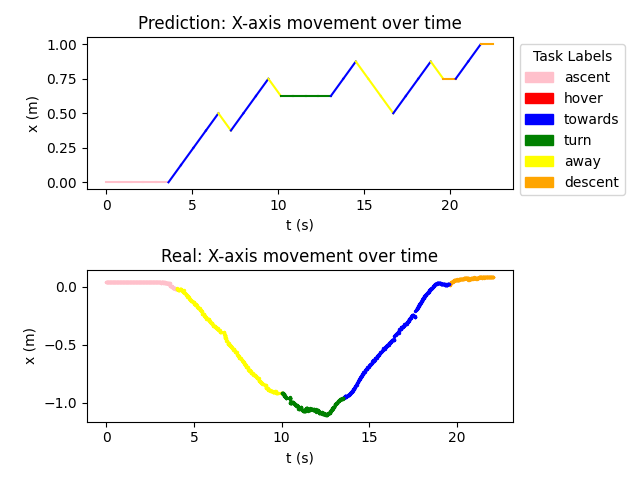 Prediction: X-axis movement over time
1.00
0.75
0.50
0.25
0.00
x (m)
0 5 10 15 20
t (s)
Task Labels
ascent
hover
towards
turn
away
descent
Real: X-axis movement over time
0.0
−0.5
−1.0
x (m)
0 5 10 15 20
t (s)